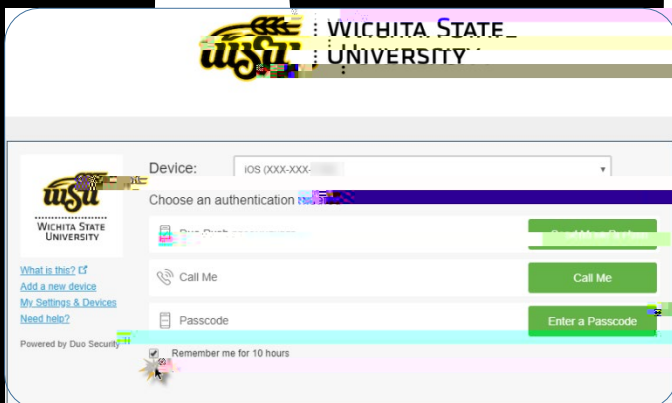 wsu
WICHITA STATE
UNIVERSITY
wsu
WICHITA STATE
UNIVERSITY
What is this?
Add a new device
My Settings & Devices
Need help?
Powered by Duo Security
Device:
iOS (XXX-XXX-
Choose an authentication
Call Me
Call Me
Passcode
Enter a Passcode
Remember me for 10 hours